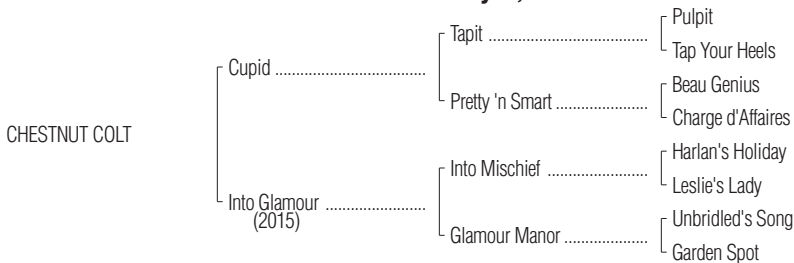 Pulpit
Tapit ................................................
Tap Your Heels
Cupid ..................................
Beau Genius
Pretty 'n Smart ...........................
Charge d'Affaires
CHESTNUT COLT
Harlan's Holiday
Into Mischief ..............................
Leslie's Lady
Into Glamour ......................
(2015)
Unbridled's Song
Glamour Manor ........................
Garden Spot